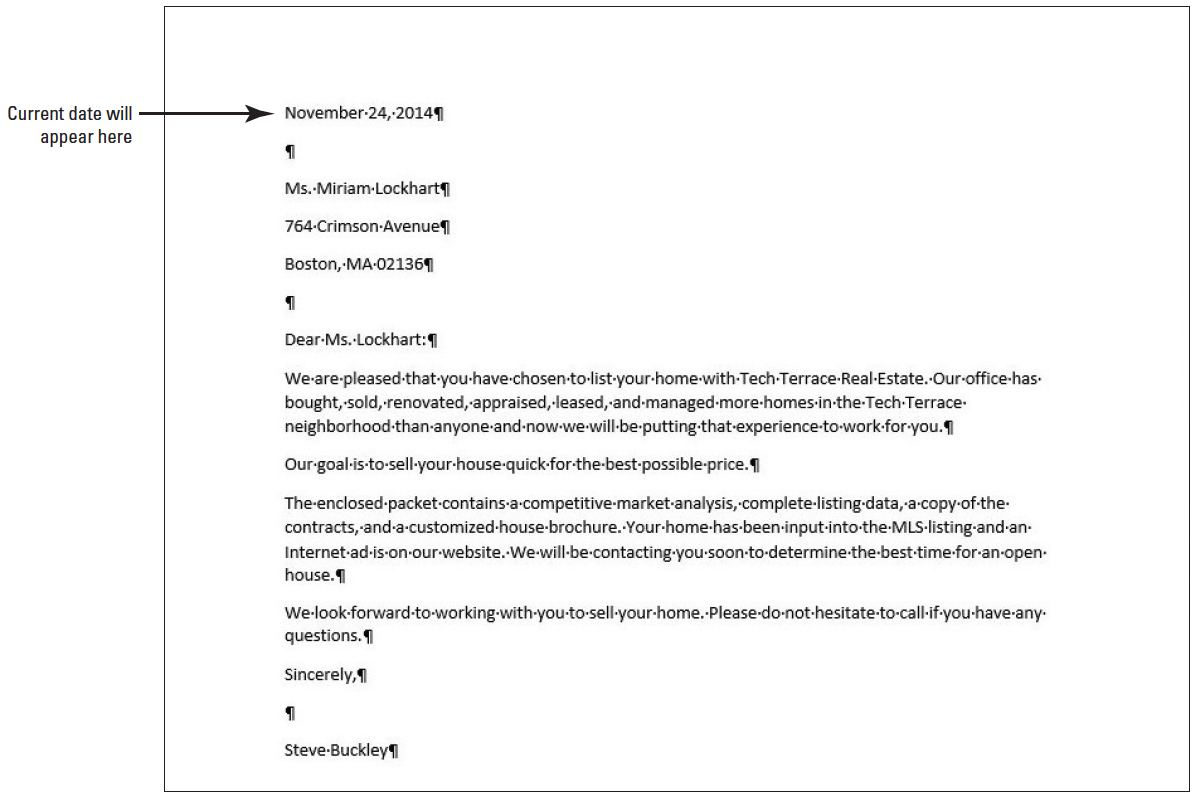 Current date will
appear here
November·24,·2014¶
¶
Ms.·Miriam·Lockhart¶
764·Crimson·Avenue¶
Boston,·MA·02136¶
¶
Dear·Ms.·Lockhart:¶
We·are·pleased·that·you·have·chosen·to·list·your·home·with·Tech·Terrace·Real·Estate.·Our·office·has·
bought,·sold,·renovated,·appraised,·leased,·and·managed·more·homes·in·the·Tech·Terrace·
neighborhood·than·anyone·and·now·we·will·be·putting·that·experience·to·work·for·you.¶
Our·goal·is·to·sell·your·house·quick·for·the·best·possible·price.¶
The·enclosed·packet·contains·a·competitive·market·analysis,·complete·listing·data,·a·copy·of·the·
contracts,·and·a·customized·house·brochure.·Your·home·has·been·input·into·the·MLS·listing·and·an·
Internet·ad·is·on·our·website.·We·will·be·contacting·you·soon·to·determine·the·best·time·for·an·open·
house.¶
We·look·forward·to·working·with·you·to·sell·your·home.·Please·do·not·hesitate·to·call·if·you·have·any·
questions.¶
Sincerely,¶
¶
Steve·Buckley¶